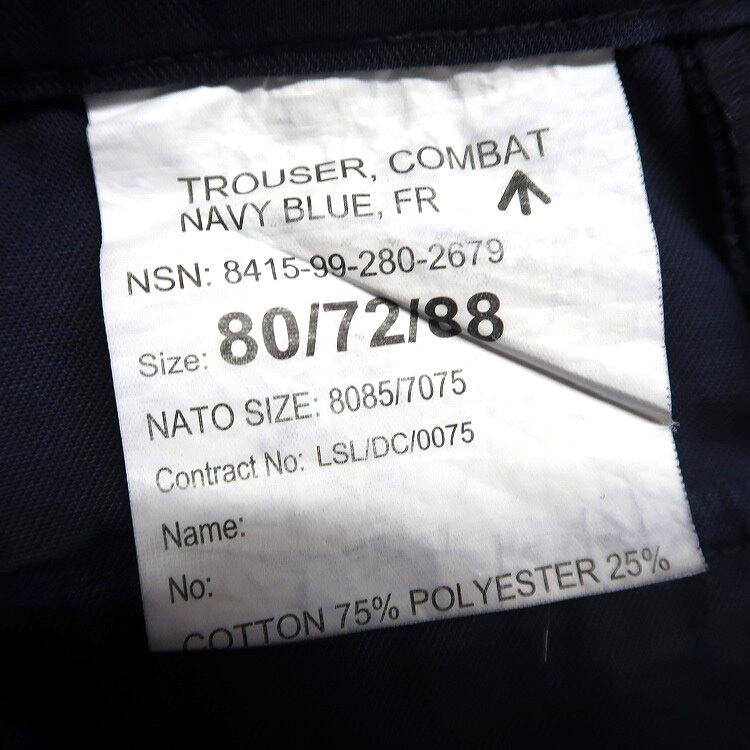 TROUSER, COMBAT
NAVY BLUE, FR
NSN: 8415-99-280-2679
Size: 80/72/88
NATO SIZE: 8085/7075
Contract No: LSL/DC/0075
Name:
No:
COTTON 75% POLYESTER 25%